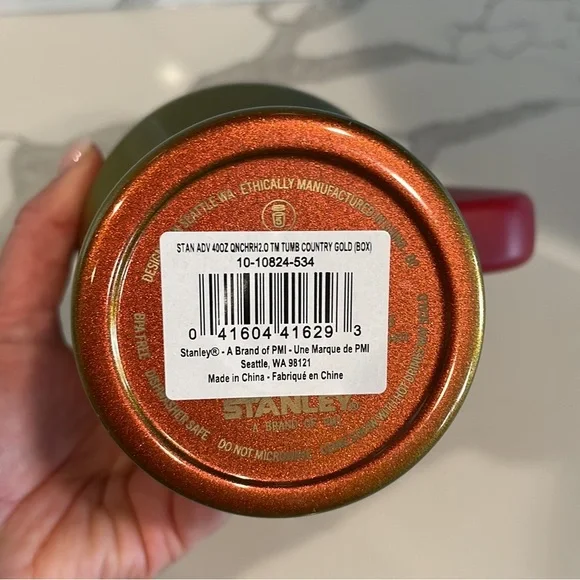 SEATTLE WA · ETHICALLY MANUFACTURED
STAN ADV 40OZ QNCHRH2.0 TM TUMB COUNTRY GOLD (BOX)
10-10824-534
0 41604 41629 3
Stanley® - A Brand of PMI - Une Marque de PMI
Seattle, WA 98121
Made in China - Fabriqué en Chine
STANLEY®
A BRAND OF PMI
BPA FREE
DISHWASHER SAFE
DO NOT MICROWAVE